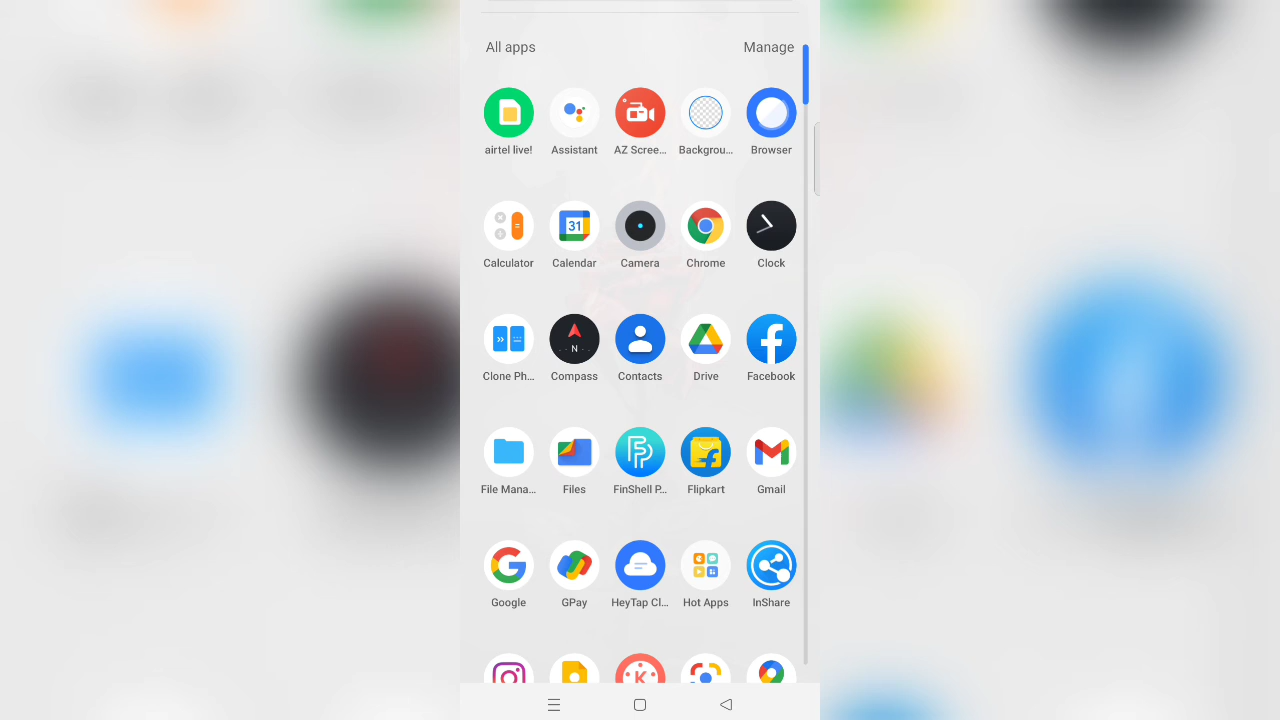 All apps Manage
airtel live! Assistant AZ Scree... Backgrou... Browser
31
Calculator Calendar Camera Chrome Clock
N
Clone Ph... Compass Contacts Drive Facebook
File Mana... Files FinShell P... Flipkart Gmail
Google GPay HeyTap Cl... Hot Apps InShare
K